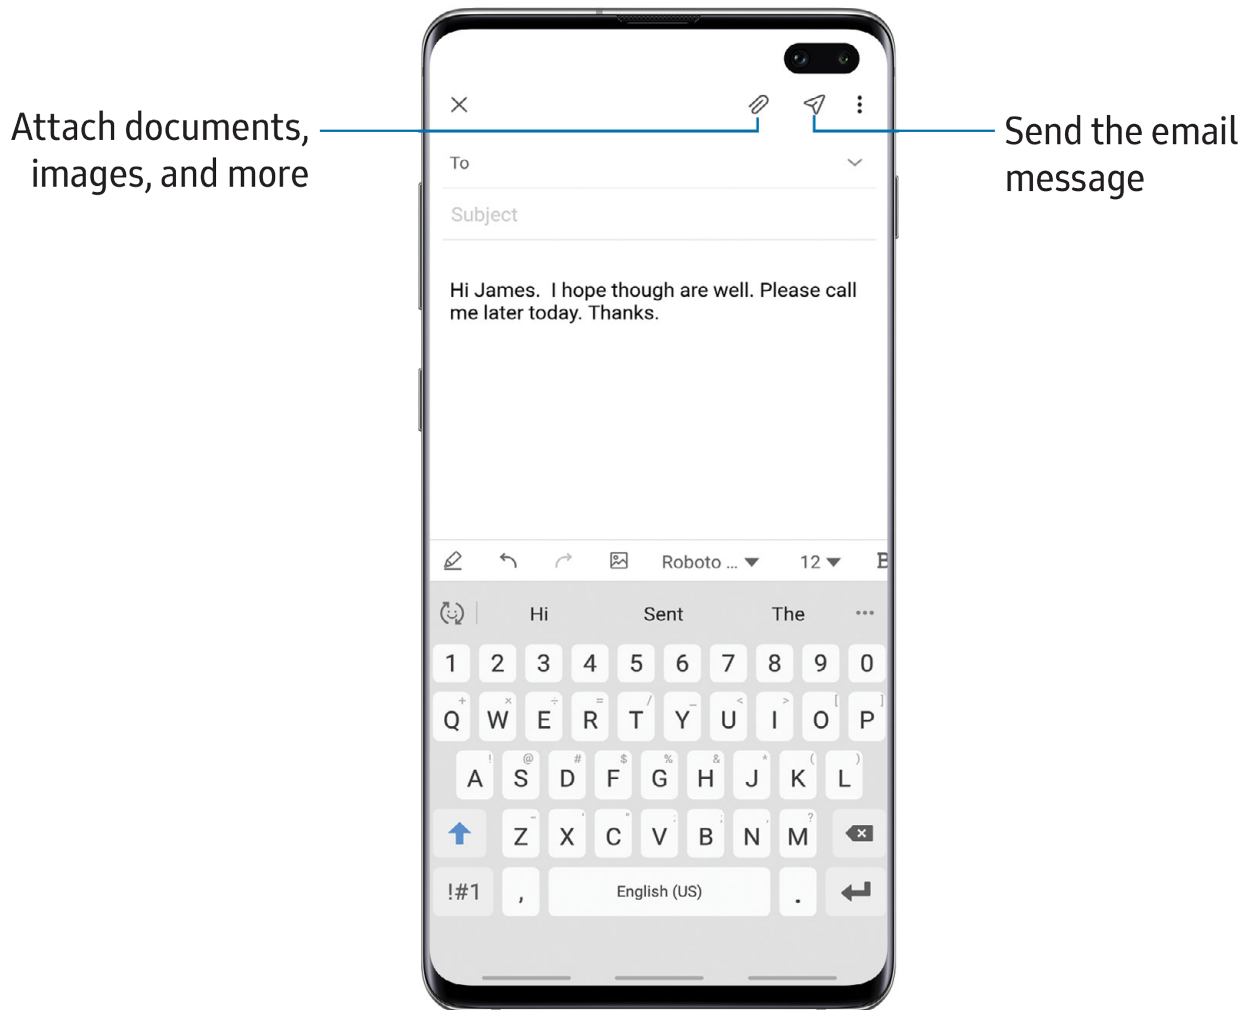 Attach documents,
images, and more
Send the email
message
To
Subject
Hi James.  I hope though are well. Please call
me later today. Thanks.
Roboto ... 12 B
Hi Sent The
1 2 3 4 5 6 7 8 9 0
+ × ÷ = / _ < > [ ]
Q W E R T Y U I O P
! @ # $ % & * ( )
A S D F G H J K L
- ' " : ; , ?
Z X C V B N M
!#1 , English (US) .